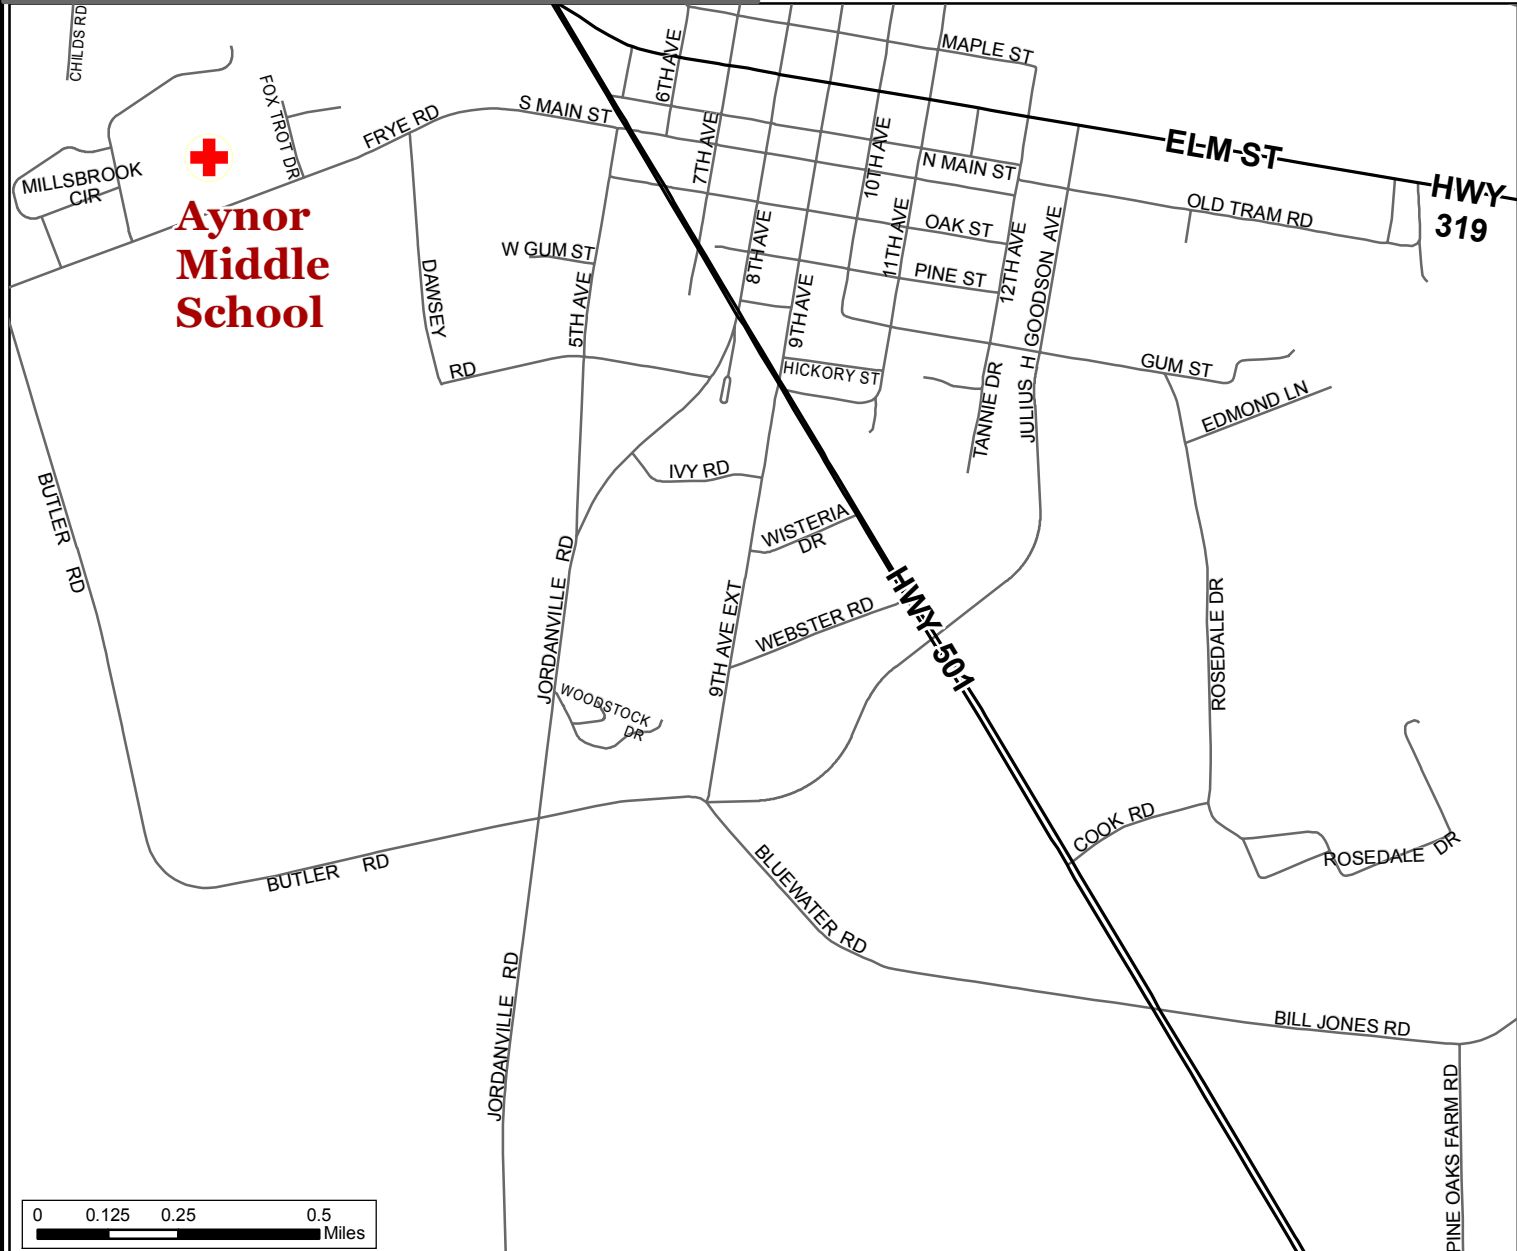 CHILDS RD
MAPLE ST
6TH AVE
FOX TROT DR
FRYE RD
S MAIN ST
7TH AVE
10TH AVE
N MAIN ST
ELM ST
HWY
319
MILLSBROOK
CIR
Aynor
Middle
School
OLD TRAM RD
OAK ST
W GUM ST
8TH AVE
11TH AVE
12TH AVE
JULIUS H GOODSON AVE
PINE ST
DAWSEY
RD
5TH AVE
9TH AVE
HICKORY ST
GUM ST
TANNIE DR
EDMOND LN
IVY RD
BUTLER RD
WISTERIA
DR
JORDANVILLE RD
9TH AVE EXT
WEBSTER RD
HWY 501
ROSEDALE DR
WOODSTOCK
DR
COOK RD
ROSEDALE DR
BUTLER RD
BLUEWATER RD
JORDANVILLE RD
BILL JONES RD
PINE OAKS FARM RD
0 0.125 0.25 0.5
Miles